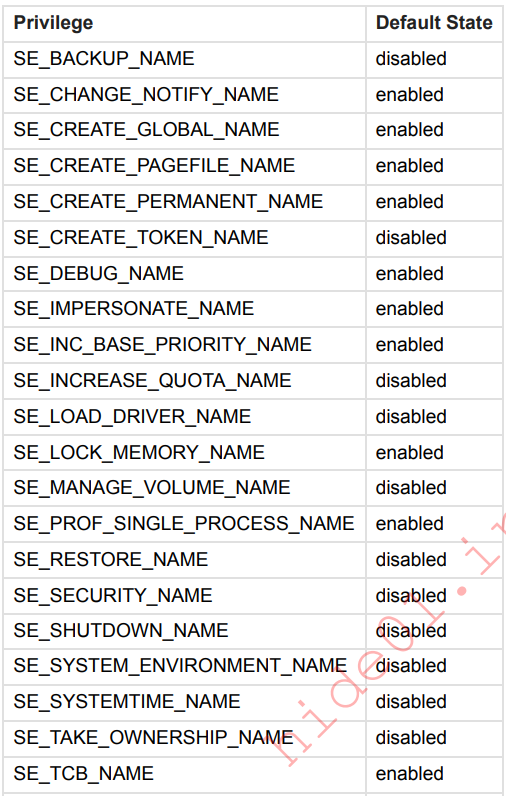 Privilege Default State
SE_BACKUP_NAME disabled
SE_CHANGE_NOTIFY_NAME enabled
SE_CREATE_GLOBAL_NAME enabled
SE_CREATE_PAGEFILE_NAME enabled
SE_CREATE_PERMANENT_NAME enabled
SE_CREATE_TOKEN_NAME disabled
SE_DEBUG_NAME enabled
SE_IMPERSONATE_NAME enabled
SE_INC_BASE_PRIORITY_NAME enabled
SE_INCREASE_QUOTA_NAME disabled
SE_LOAD_DRIVER_NAME disabled
SE_LOCK_MEMORY_NAME enabled
SE_MANAGE_VOLUME_NAME disabled
SE_PROF_SINGLE_PROCESS_NAME enabled
SE_RESTORE_NAME disabled
SE_SECURITY_NAME disabled
SE_SHUTDOWN_NAME disabled
SE_SYSTEM_ENVIRONMENT_NAME disabled
SE_SYSTEMTIME_NAME disabled
SE_TAKE_OWNERSHIP_NAME disabled
SE_TCB_NAME enabled